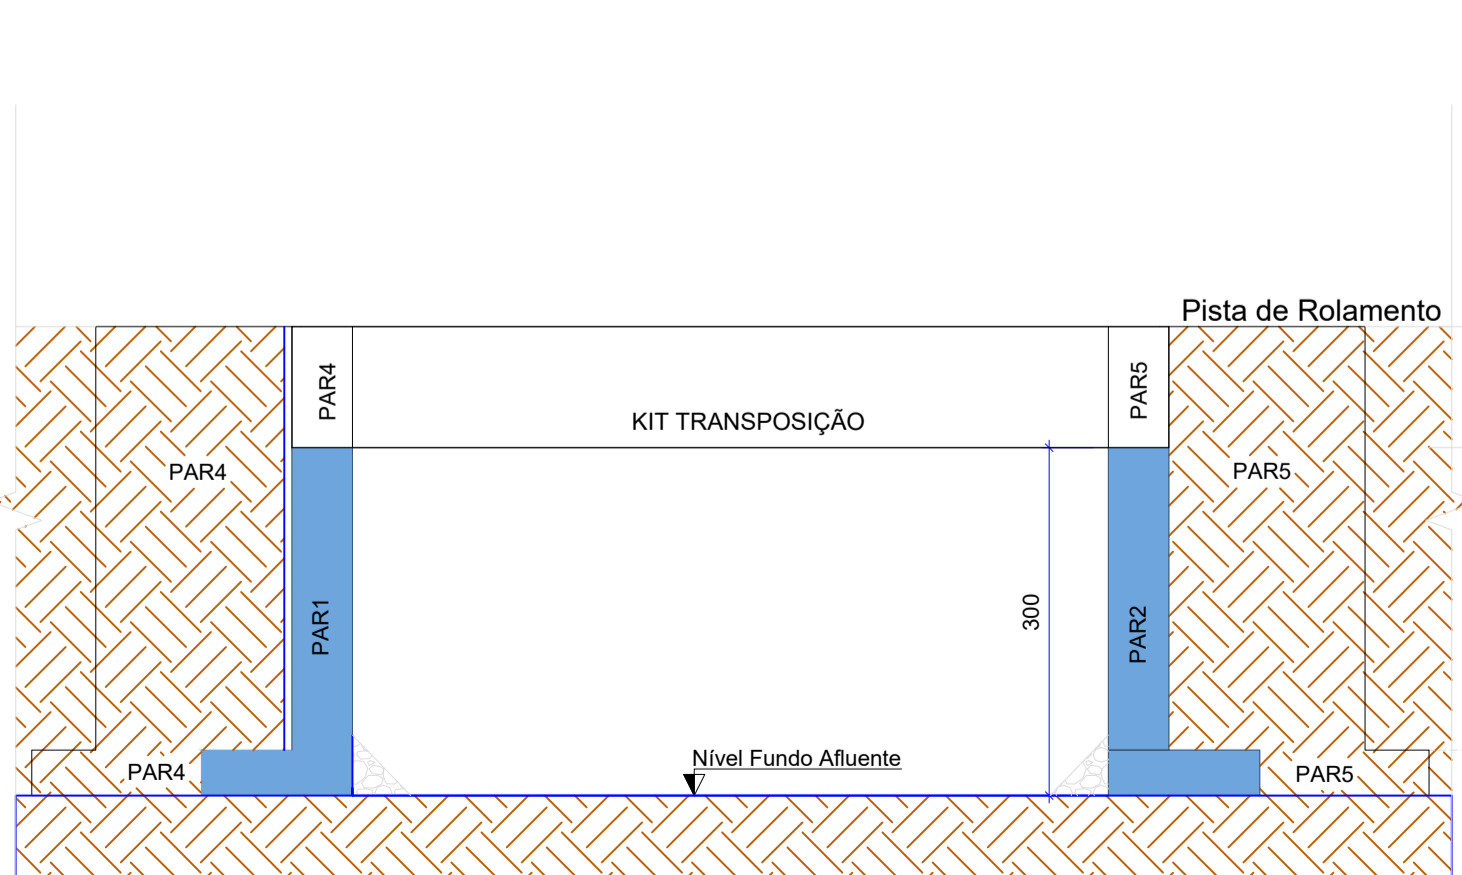 Pista de Rolamento
PAR4
PAR5
KIT TRANSPOSIÇÃO
PAR4
PAR5
PAR1
300
PAR2
Nível Fundo Afluente
PAR4
PAR5